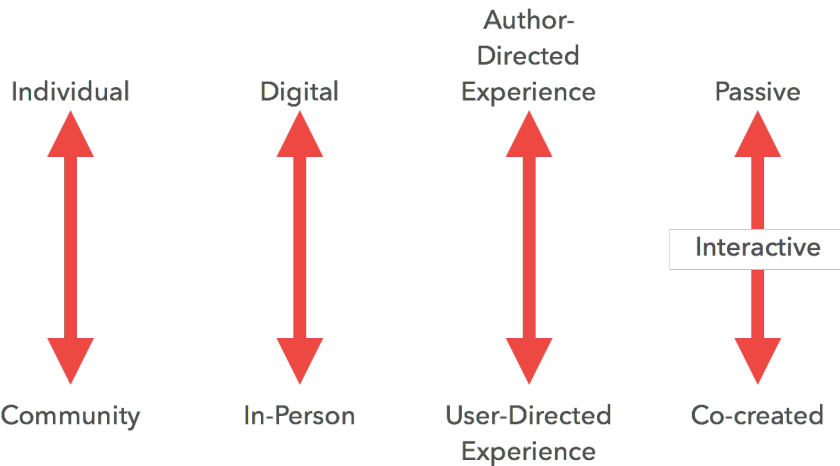 Individual
Digital
Author-
Directed
Experience
Passive
Interactive
Community
In-Person
User-Directed
Experience
Co-created